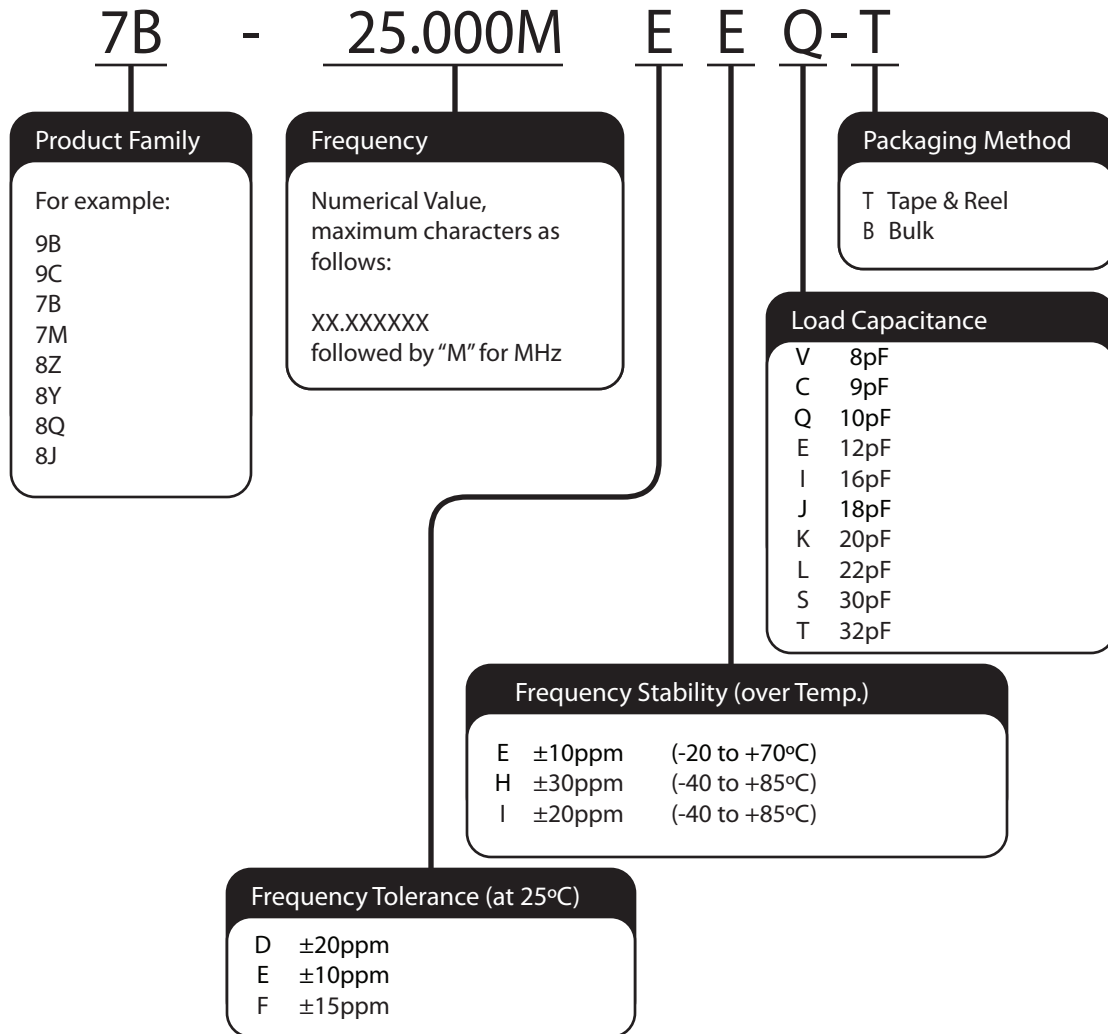 7B - 25.000M E E Q-T
Product Family
For example:
9B
9C
7B
7M
8Z
8Y
8Q
8J
Frequency
Numerical Value,
maximum characters as
follows:
XX.XXXXXX
followed by “M” for MHz
Packaging Method
T Tape & Reel
B Bulk
Load Capacitance
V 8pF
C 9pF
Q 10pF
E 12pF
I 16pF
J 18pF
K 20pF
L 22pF
S 30pF
T 32pF
Frequency Stability (over Temp.)
E ±10ppm (-20 to +70ºC)
H ±30ppm (-40 to +85ºC)
I ±20ppm (-40 to +85ºC)
Frequency Tolerance (at 25ºC)
D ±20ppm
E ±10ppm
F ±15ppm